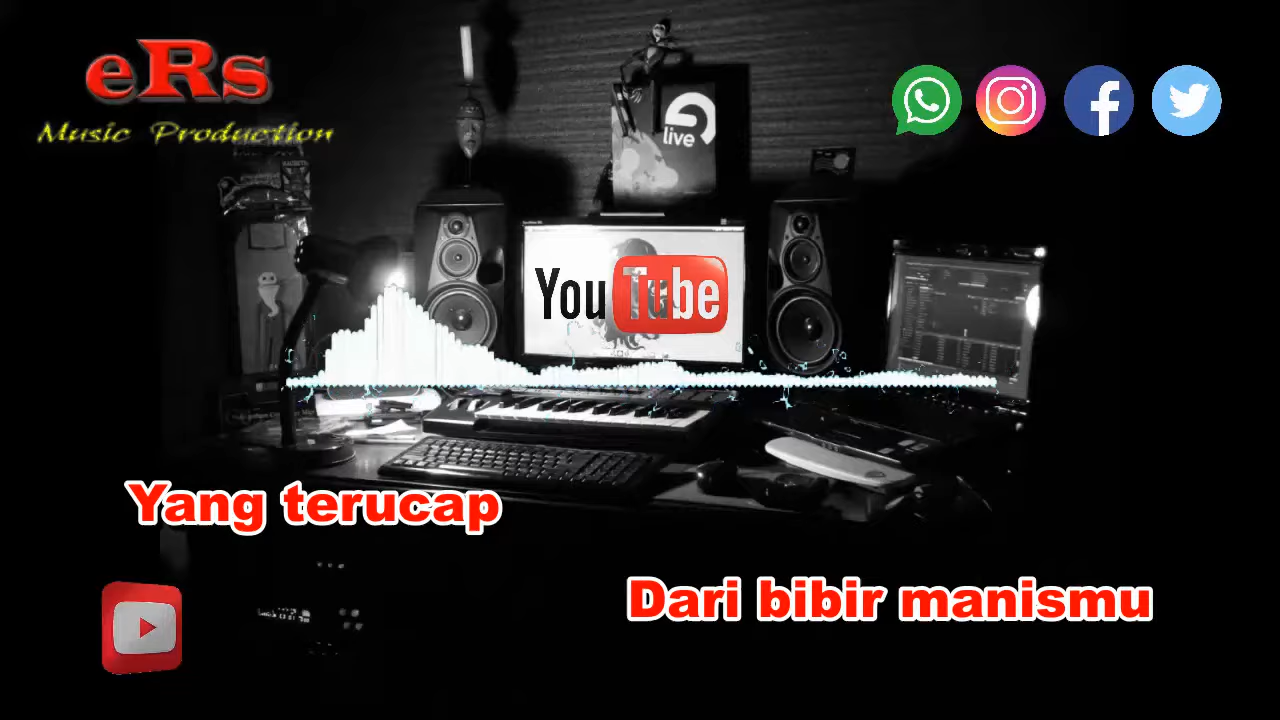 eRs
Music Production
live
YouTube
Yang terucap
Dari bibir manismu